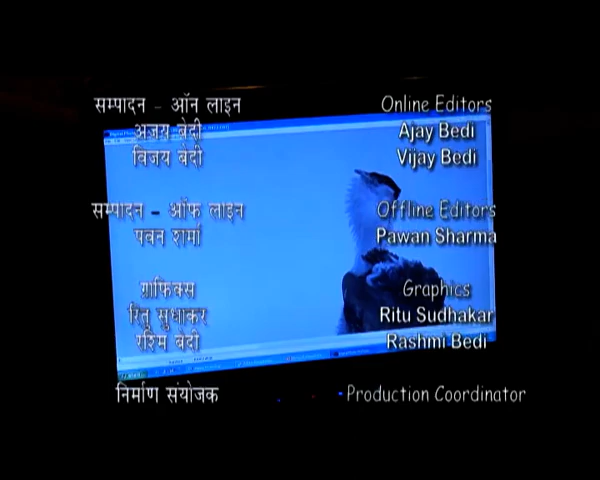 सम्पादन - ऑन लाइन Online Editors
अजय बेदी Ajay Bedi
विजय बेदी Vijay Bedi
सम्पादन - ऑफ लाइन Offline Editors
पवन शर्मा Pawan Sharma
ग्राफिक्स Graphics
रितु सुधाकर Ritu Sudhakar
रश्मि बेदी Rashmi Bedi
निर्माण संयोजक Production Coordinator